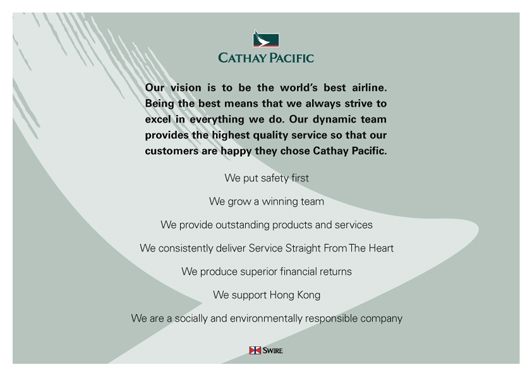 CATHAY PACIFIC
Our vision is to be the world's best airline.
Being the best means that we always strive to
excel in everything we do. Our dynamic team
provides the highest quality service so that our
customers are happy they chose Cathay Pacific.
We put safety first
We grow a winning team
We provide outstanding products and services
We consistently deliver Service Straight From The Heart
We produce superior financial returns
We support Hong Kong
We are a socially and environmentally responsible company
SWIRE